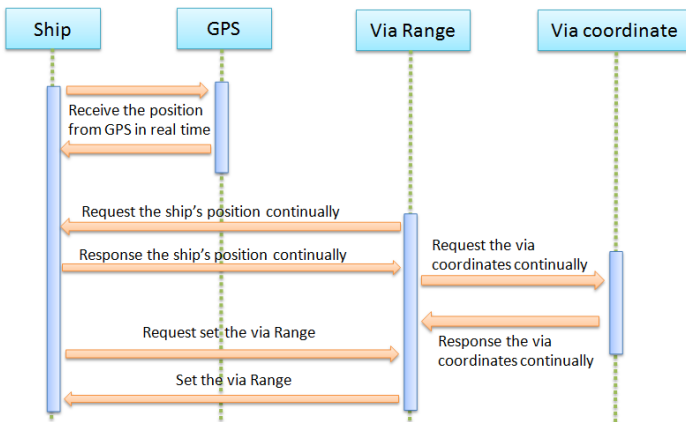 Ship
GPS
Via Range
Via coordinate
Receive the position
from GPS in real time
Request the ship's position continually
Response the ship's position continually
Request the via
coordinates continually
Request set the via Range
Response the via
coordinates continually
Set the via Range